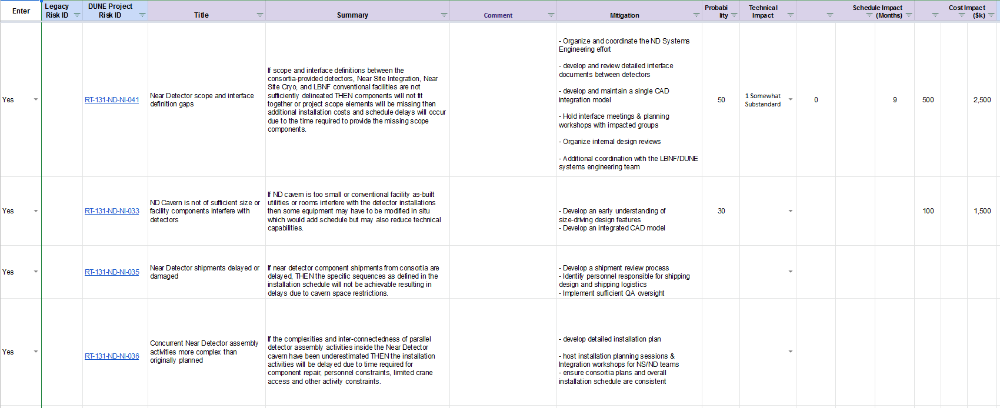 Enter
Legacy
Risk ID
DUNE Project
Risk ID
Title
Summary
Comment
Mitigation
Probabi
lity
Technical
Impact
Schedule Impact
(Months)
Cost Impact
($k)
Yes
RT-131-ND-NI-041
Near Detector scope and interface
definition gaps
If scope and interface definitions between the
consortia-provided detectors, Near Site Integration, Near
Site Cryo, and LBNF conventional facilities are not
sufficiently delineated THEN components will not fit
together or project scope elements will be missing then
additional installation costs and schedule delays will occur
due to the time required to provide the missing scope
components.
- Organize and coordinate the ND Systems
Engineering effort
- develop and review detailed interface
documents between detectors
- develop and maintain a single CAD
integration model
- Hold interface meetings & planning
workshops with impacted groups
- Organize internal design reviews
- Additional coordination with the LBNF/DUNE
systems engineering team
50
1 Somewhat
Substandard
0
9
500
2,500
Yes
RT-131-ND-NI-033
ND Cavern is not of sufficient size or
facility components interfere with
detectors
If ND cavern is too small or conventional facility as-built
utilities or rooms interfere with the detector installations
then some equipment may have to be modified in situ
which would add schedule but may also reduce technical
capabilities.
- Develop an early understanding of
size-driving design features
- Develop an integrated CAD model
30
100
1,500
Yes
RT-131-ND-NI-035
Near Detector shipments delayed or
damaged
If near detector component shipments from consortia are
delayed, THEN the specific sequences as defined in the
installation schedule will not be achievable resulting in
delays due to cavern space restrictions.
- Develop a shipment review process
- Identify personnel responsible for shipping
design and shipping logistics
- Implement sufficient QA oversight
Yes
RT-131-ND-NI-036
Concurrent Near Detector assembly
activities more complex than
originally planned
If the complexities and inter-connectedness of parallel
detector assembly activities inside the Near Detector
cavern have been underestimated THEN the installation
activities will be delayed due to time required for
component repair, personnel constraints, limited crane
access and other activity constraints.
- develop detailed installation plan
- host installation planning sessions &
Integration workshops for NS/ND teams
- ensure consortia plans and overall
installation schedule are consistent